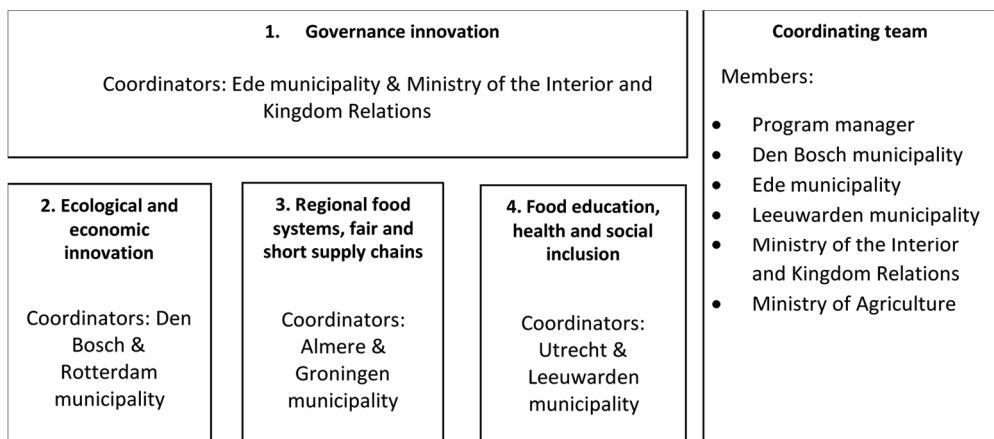 1. Governance innovation
Coordinators: Ede municipality & Ministry of the Interior and
Kingdom Relations
2. Ecological and
economic
innovation
Coordinators: Den
Bosch &
Rotterdam
municipality
3. Regional food
systems, fair and
short supply chains
Coordinators:
Almere &
Groningen
municipality
4. Food education,
health and social
inclusion
Coordinators:
Utrecht &
Leeuwarden
municipality
Coordinating team
Members:
• Program manager
• Den Bosch municipality
• Ede municipality
• Leeuwarden municipality
• Ministry of the Interior
and Kingdom Relations
• Ministry of Agriculture